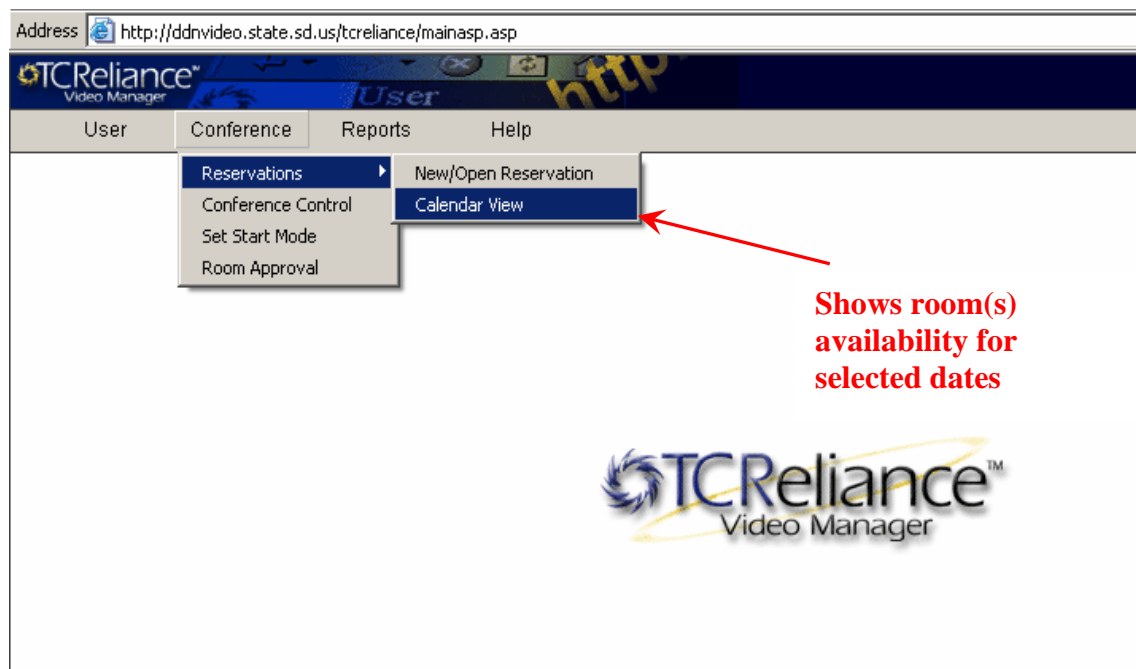 Address http://ddnvideo.state.sd.us/tcreliance/mainasp.asp
TCReliance™
Video Manager
User
http
User Conference Reports Help
Reservations New/Open Reservation
Conference Control Calendar View
Set Start Mode
Room Approval
Shows room(s)
availability for
selected dates
TCReliance™
Video Manager